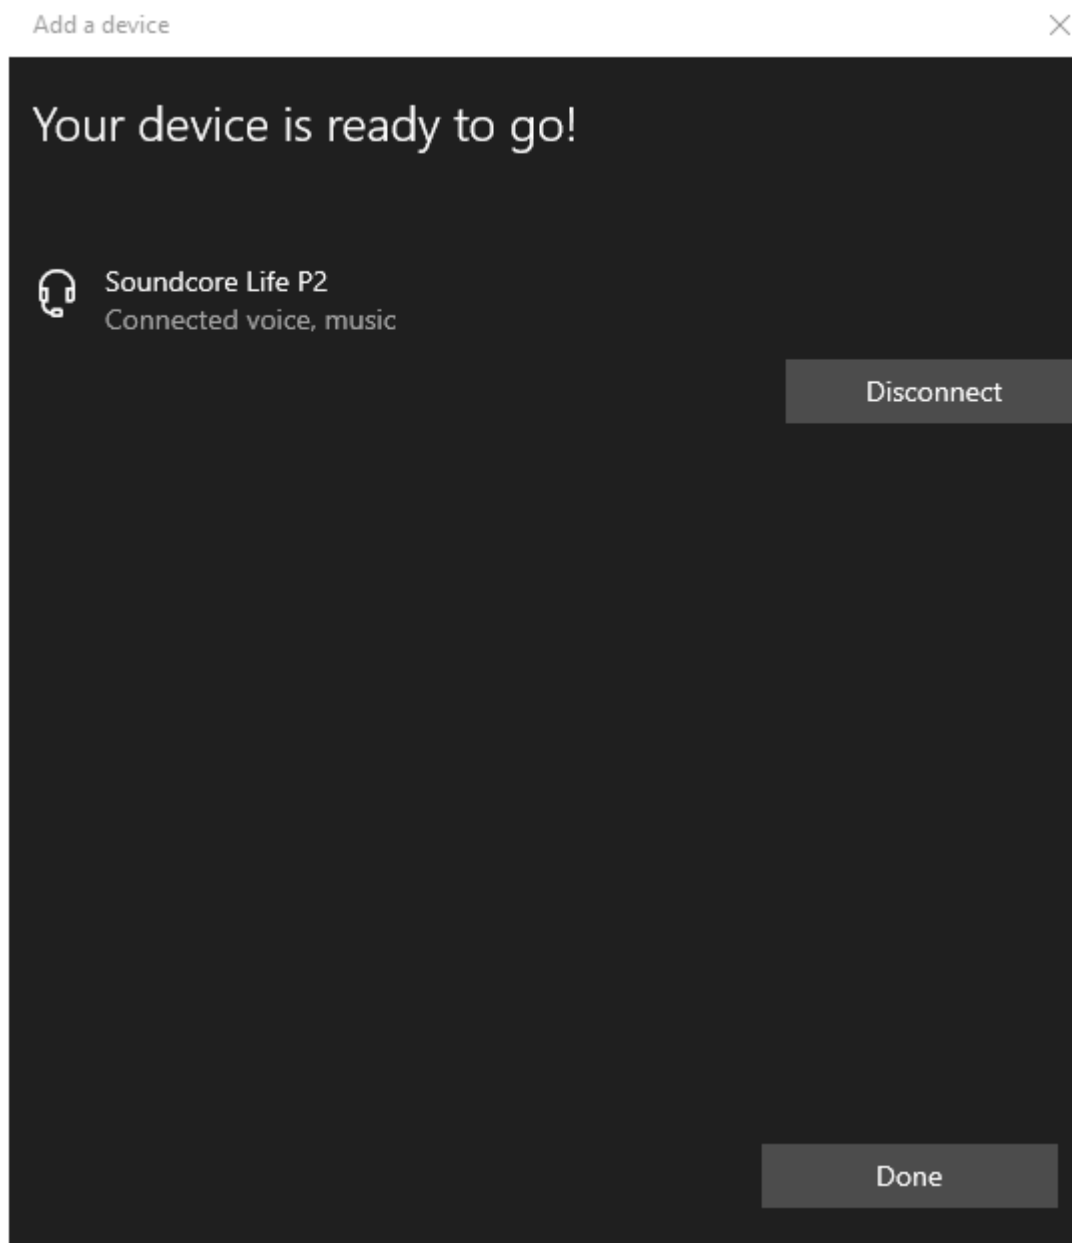 Add a device
Your device is ready to go!
Soundcore Life P2
Connected voice, music
Disconnect
Done